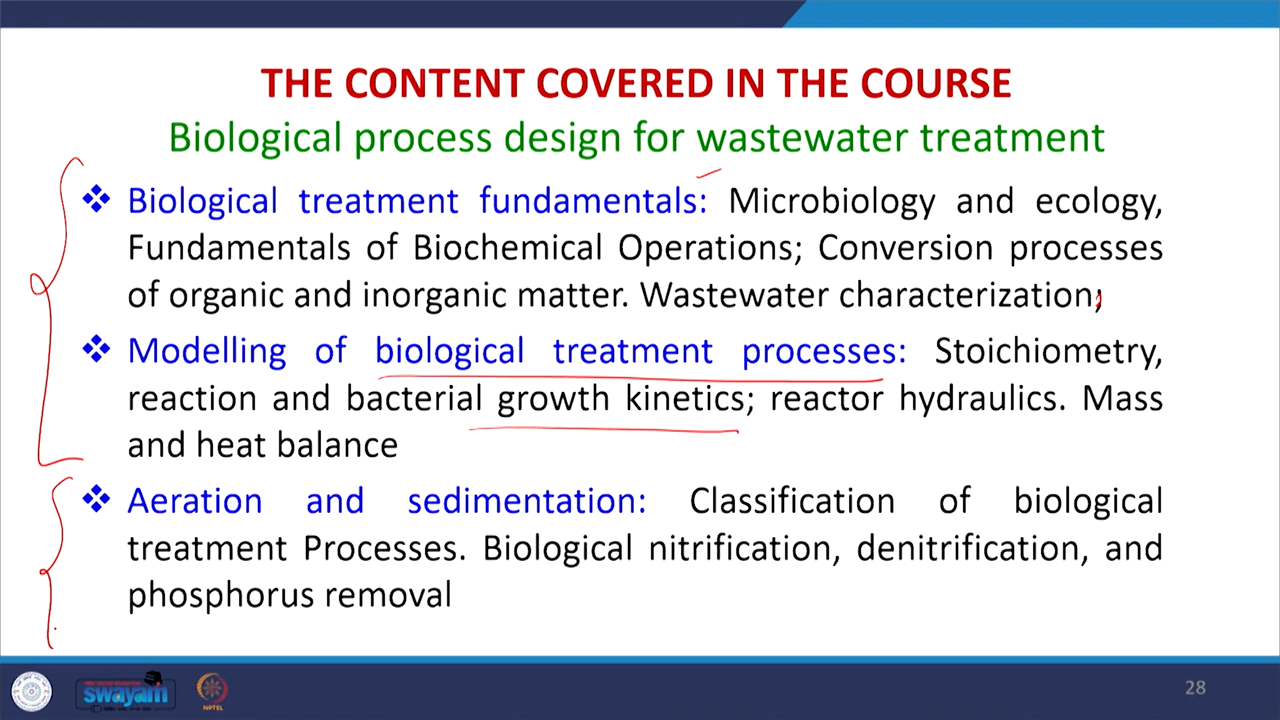 THE CONTENT COVERED IN THE COURSE
Biological process design for wastewater treatment
❖ Biological treatment fundamentals: Microbiology and ecology,
Fundamentals of Biochemical Operations; Conversion processes
of organic and inorganic matter. Wastewater characterization;
❖ Modelling of biological treatment processes: Stoichiometry,
reaction and bacterial growth kinetics; reactor hydraulics. Mass
and heat balance
❖ Aeration and sedimentation: Classification of biological
treatment Processes. Biological nitrification, denitrification, and
phosphorus removal
swayam
NPTEL
28